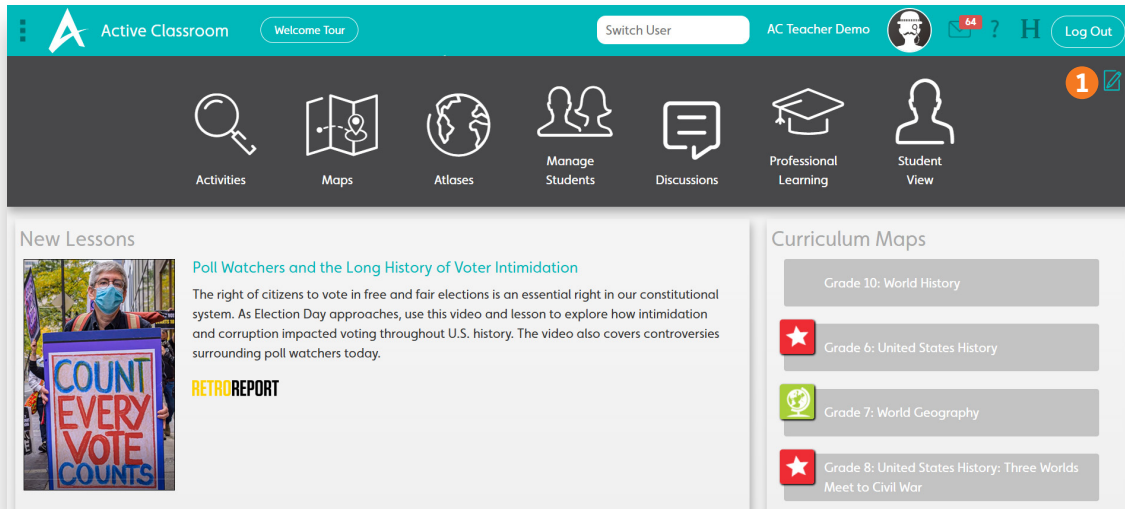 Active Classroom
Welcome Tour
Switch User
AC Teacher Demo
64
?
H
Log Out
1
Activities
Maps
Atlases
Manage
Students
Discussions
Professional
Learning
Student
View
New Lessons
Poll Watchers and the Long History of Voter Intimidation
The right of citizens to vote in free and fair elections is an essential right in our constitutional
system. As Election Day approaches, use this video and lesson to explore how intimidation
and corruption impacted voting throughout U.S. history. The video also covers controversies
surrounding poll watchers today.
RETROREPORT
COUNT
EVERY
VOTE
COUNTS
Curriculum Maps
Grade 10: World History
Grade 6: United States History
Grade 7: World Geography
Grade 8: United States History: Three Worlds
Meet to Civil War